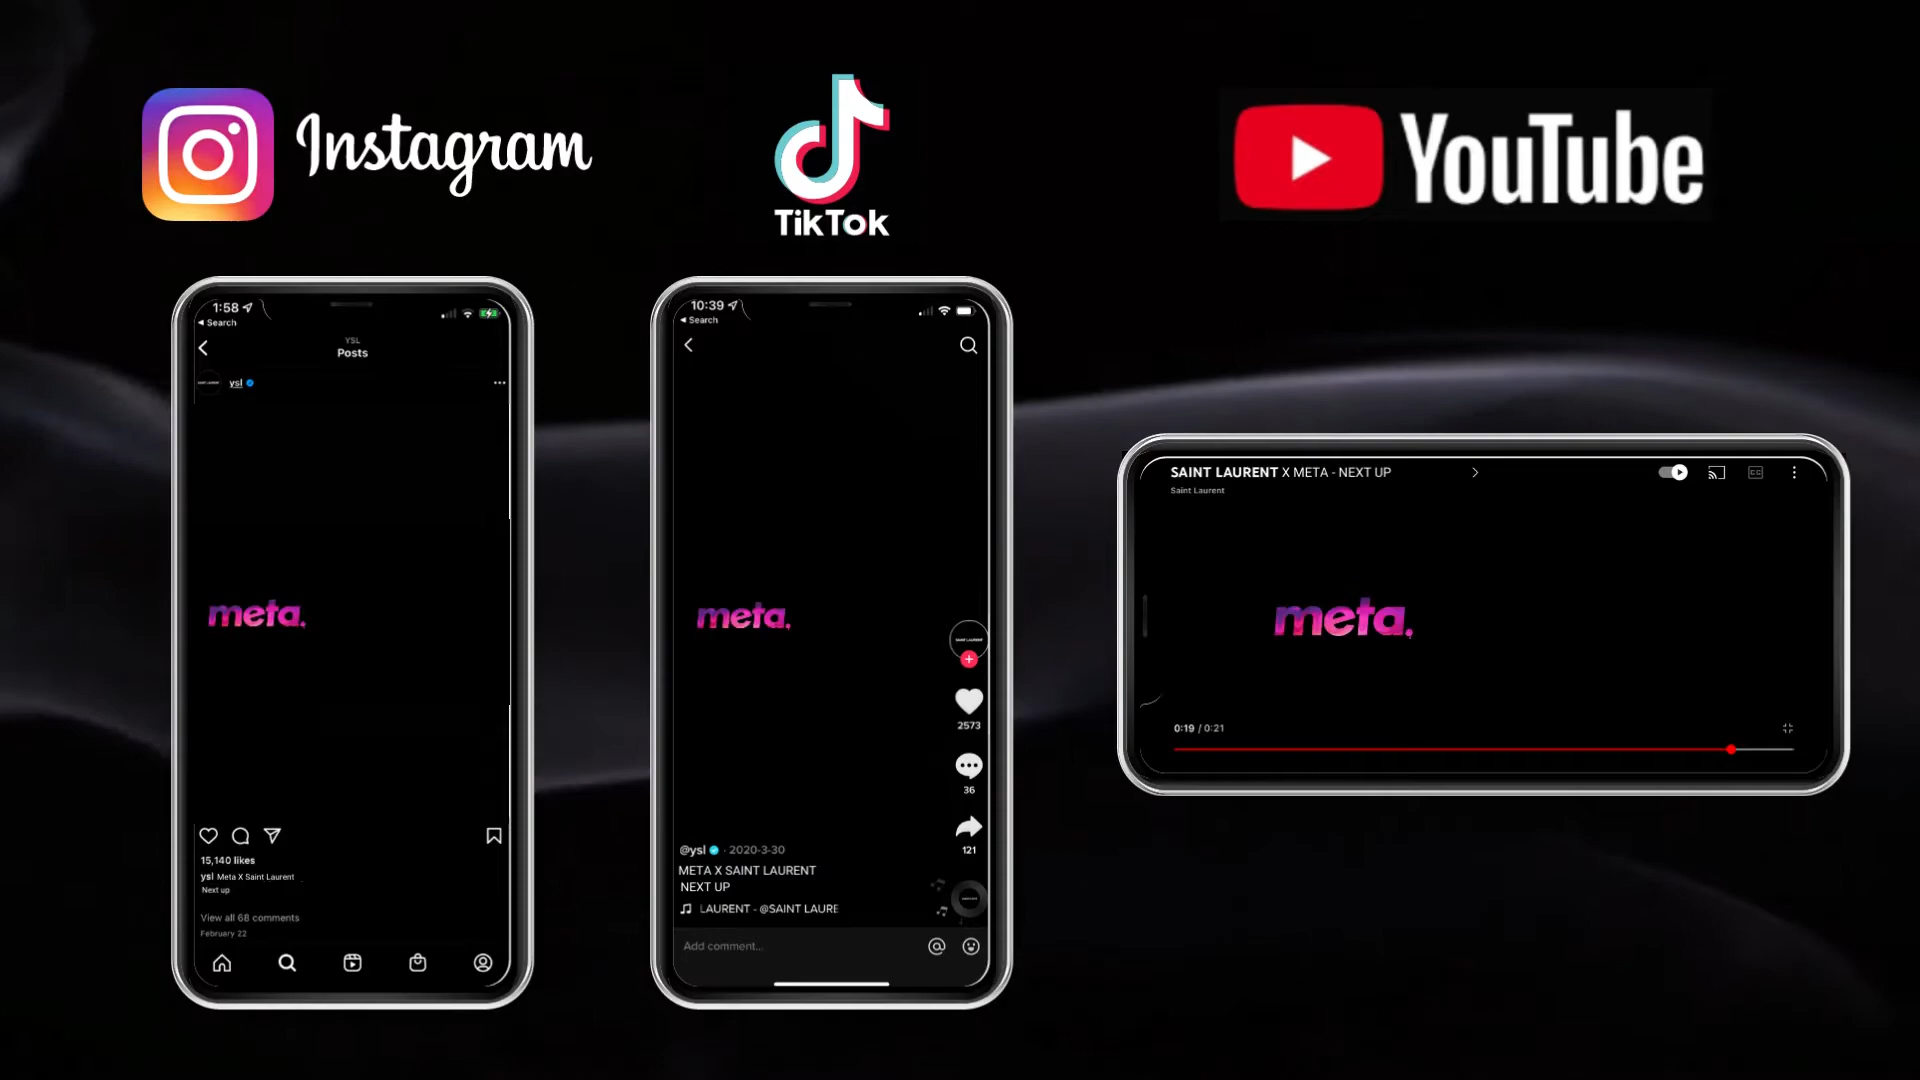 Instagram
TikTok
YouTube
1:58
Search
YSL
Posts
ysl
meta.
15,140 likes
ysl Meta X Saint Laurent
Next up
View all 68 comments
February 22
10:39
Search
meta.
SAINT LAURENT
2573
36
121
@ysl · 2020-3-30
META X SAINT LAURENT
NEXT UP
LAURENT - @SAINT LAURE
Add comment...
SAINT LAURENT X META - NEXT UP
Saint Laurent
CC
meta.
0:19 / 0:21